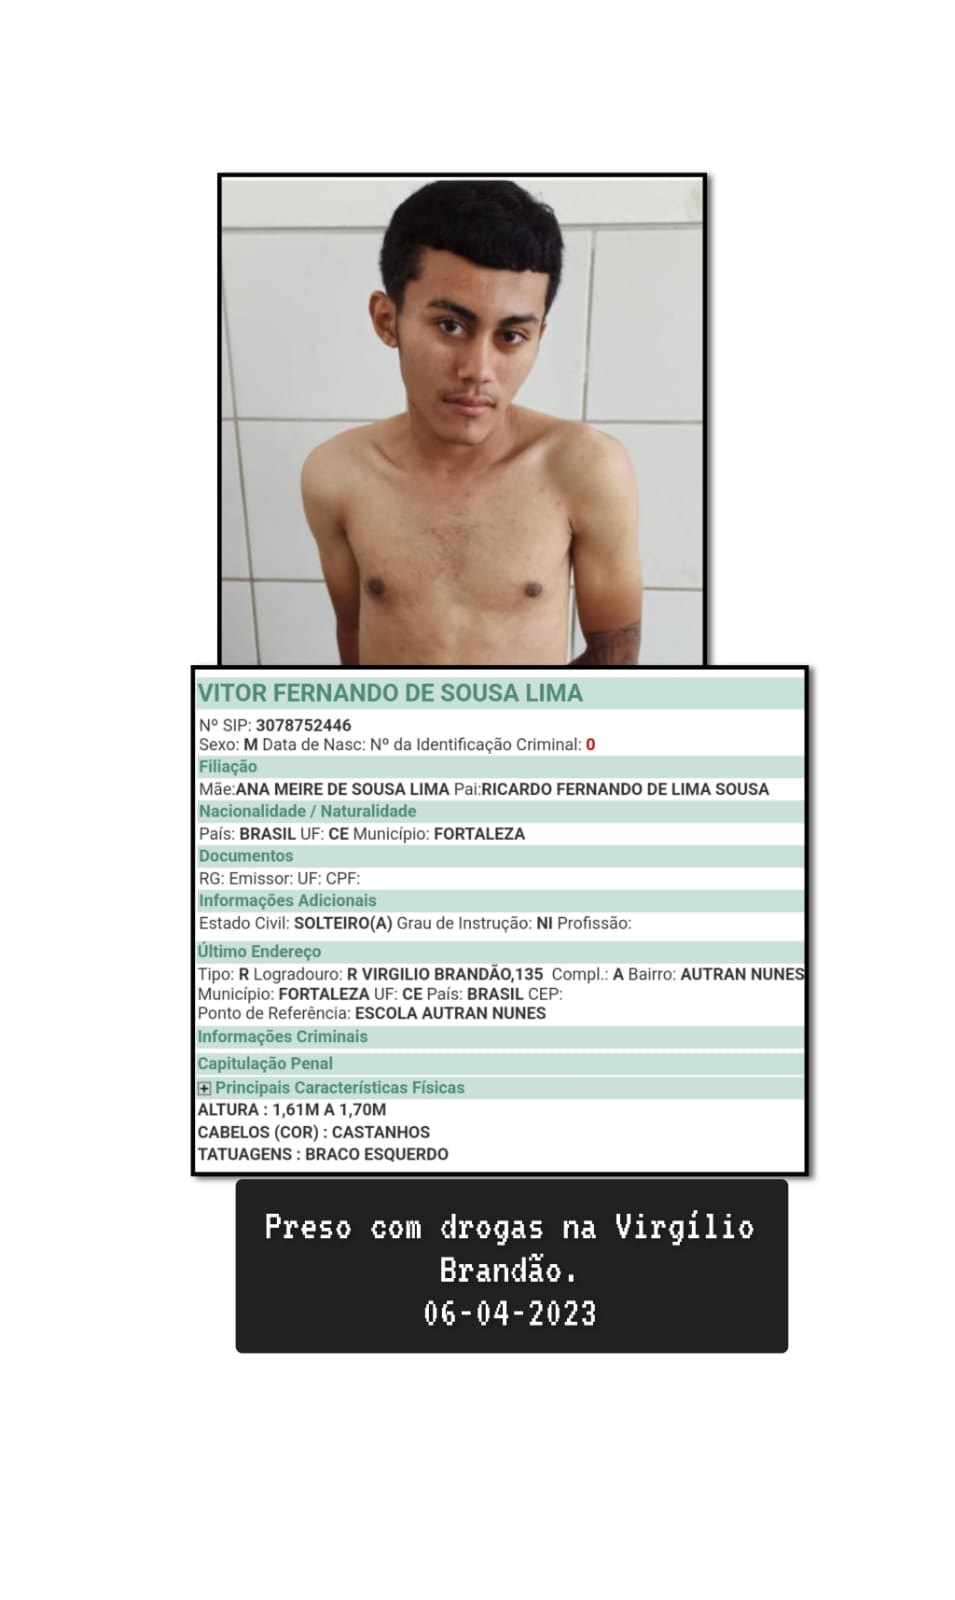 VITOR FERNANDO DE SOUSA LIMA
Nº SIP: 3078752446
Sexo: M Data de Nasc: Nº da Identificação Criminal: 0
Filiação
Mãe:ANA MEIRE DE SOUSA LIMA Pai:RICARDO FERNANDO DE LIMA SOUSA
Nacionalidade / Naturalidade
País: BRASIL UF: CE Município: FORTALEZA
Documentos
RG: Emissor: UF: CPF:
Informações Adicionais
Estado Civil: SOLTEIRO(A) Grau de Instrução: NI Profissão:
Último Endereço
Tipo: R Logradouro: R VIRGILIO BRANDÃO,135 Compl.: A Bairro: AUTRAN NUNES
Município: FORTALEZA UF: CE País: BRASIL CEP:
Ponto de Referência: ESCOLA AUTRAN NUNES
Informações Criminais
Capitulação Penal
Principais Características Físicas
ALTURA : 1,61M A 1,70M
CABELOS (COR) : CASTANHOS
TATUAGENS : BRACO ESQUERDO
Preso com drogas na Virgílio
Brandão.
06-04-2023